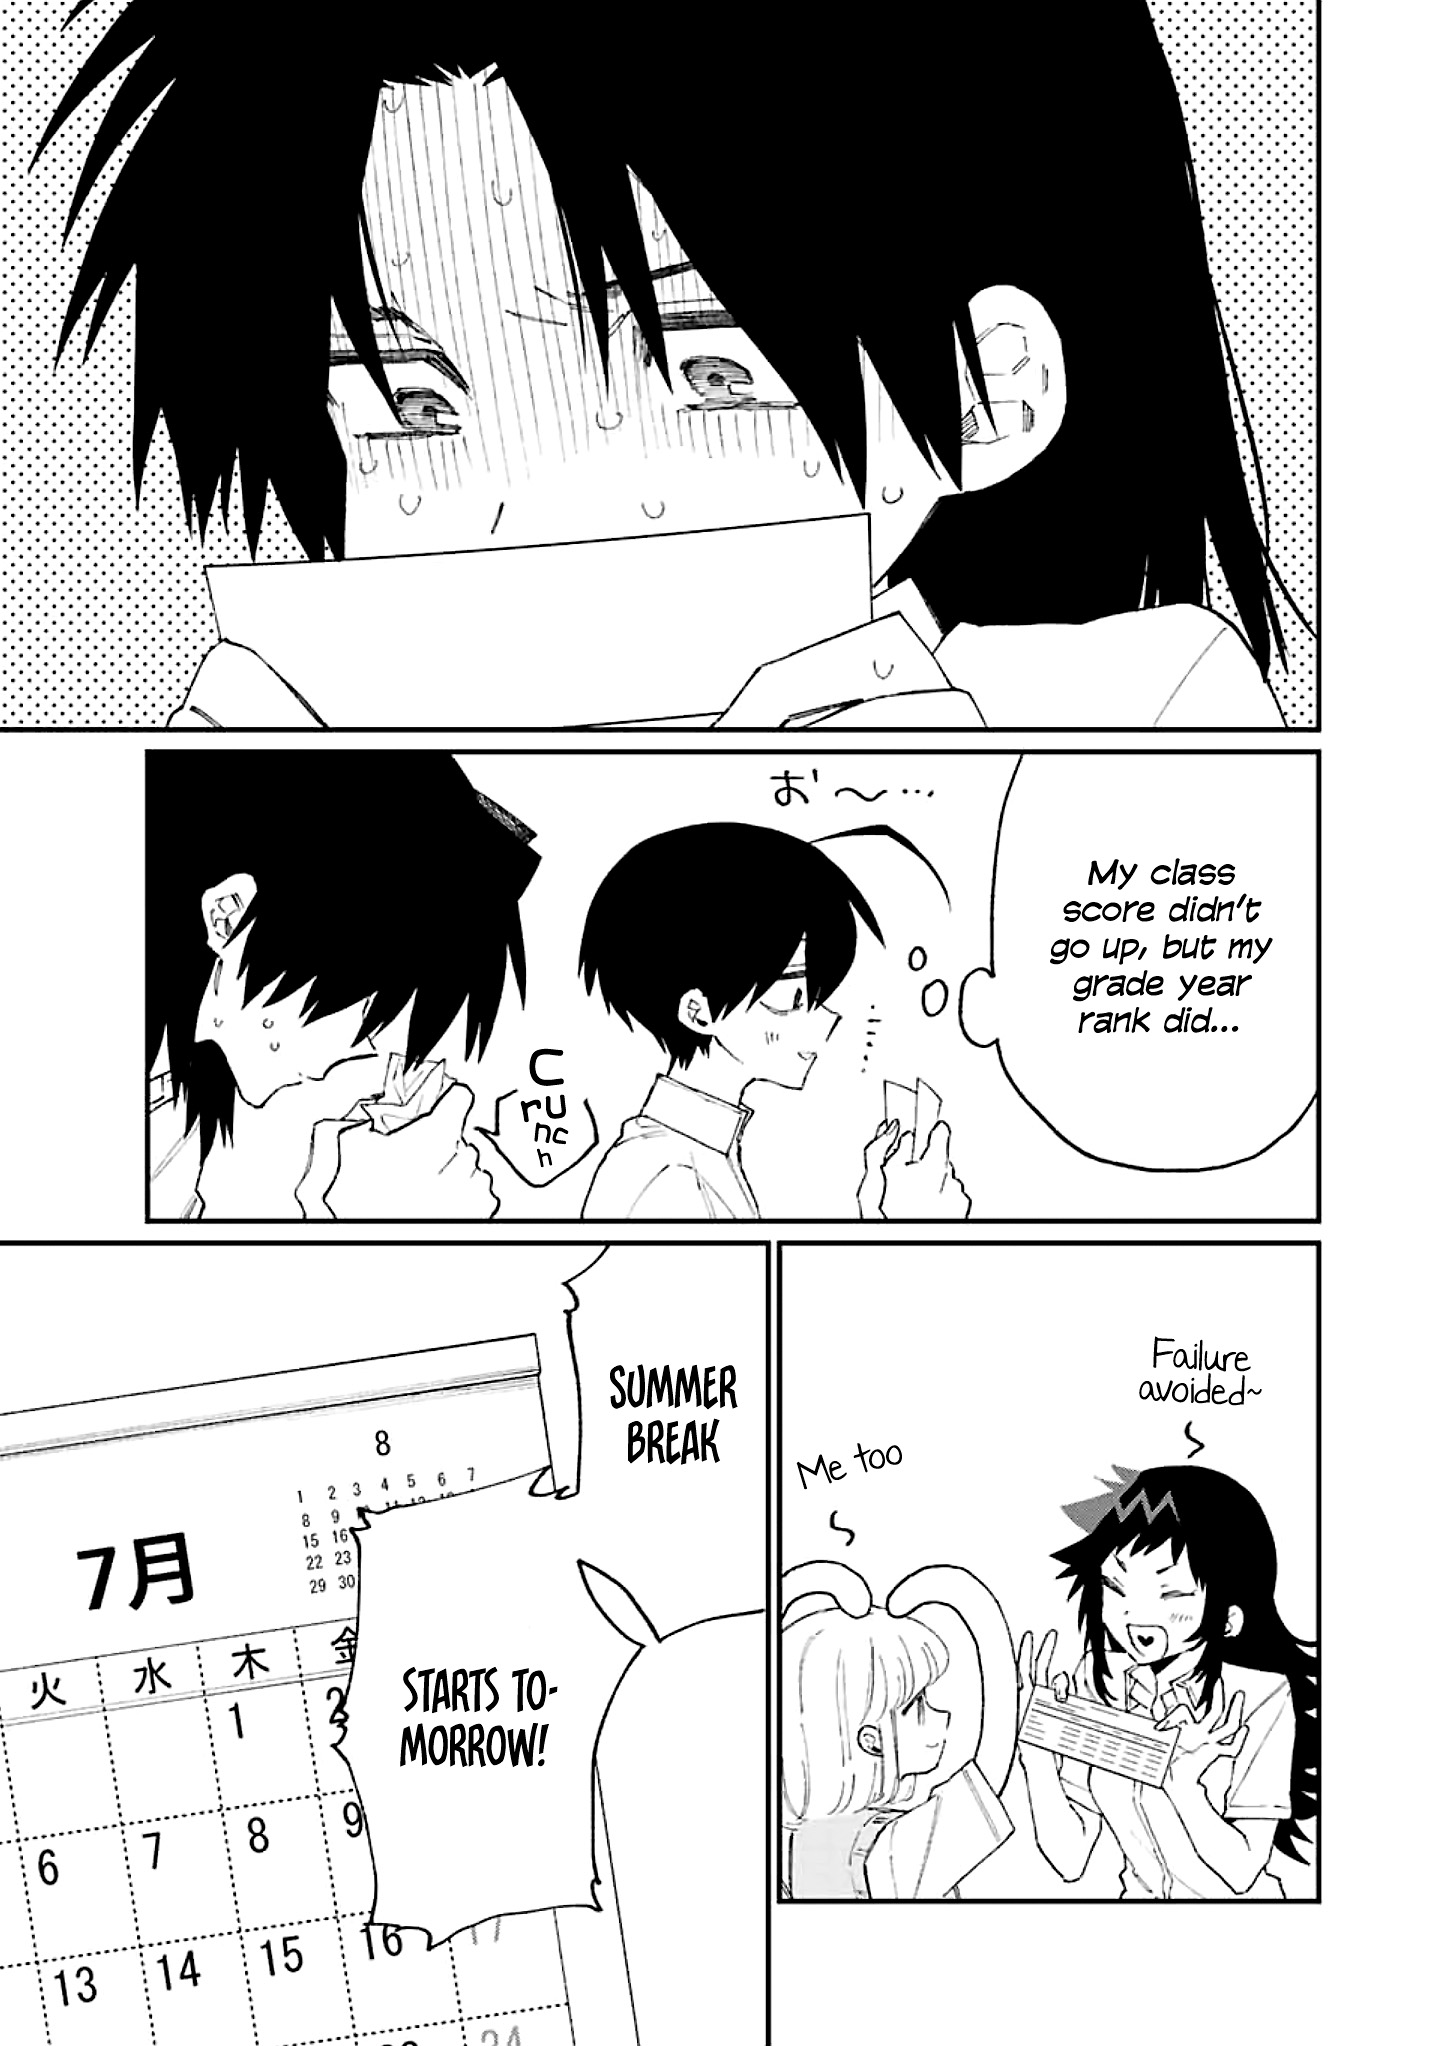 お〜…
My class
score didn't
go up, but my
grade year
rank did...
Crunch
Failure
avoided~
Me too
SUMMER
BREAK
STARTS TO-
MORROW!
8
1 2 3 4 5 6 7
8 9
15 16
22 23
29 30
7月
火 水 木 金
1 2
6 7 8 9
13 14 15 16 17
24